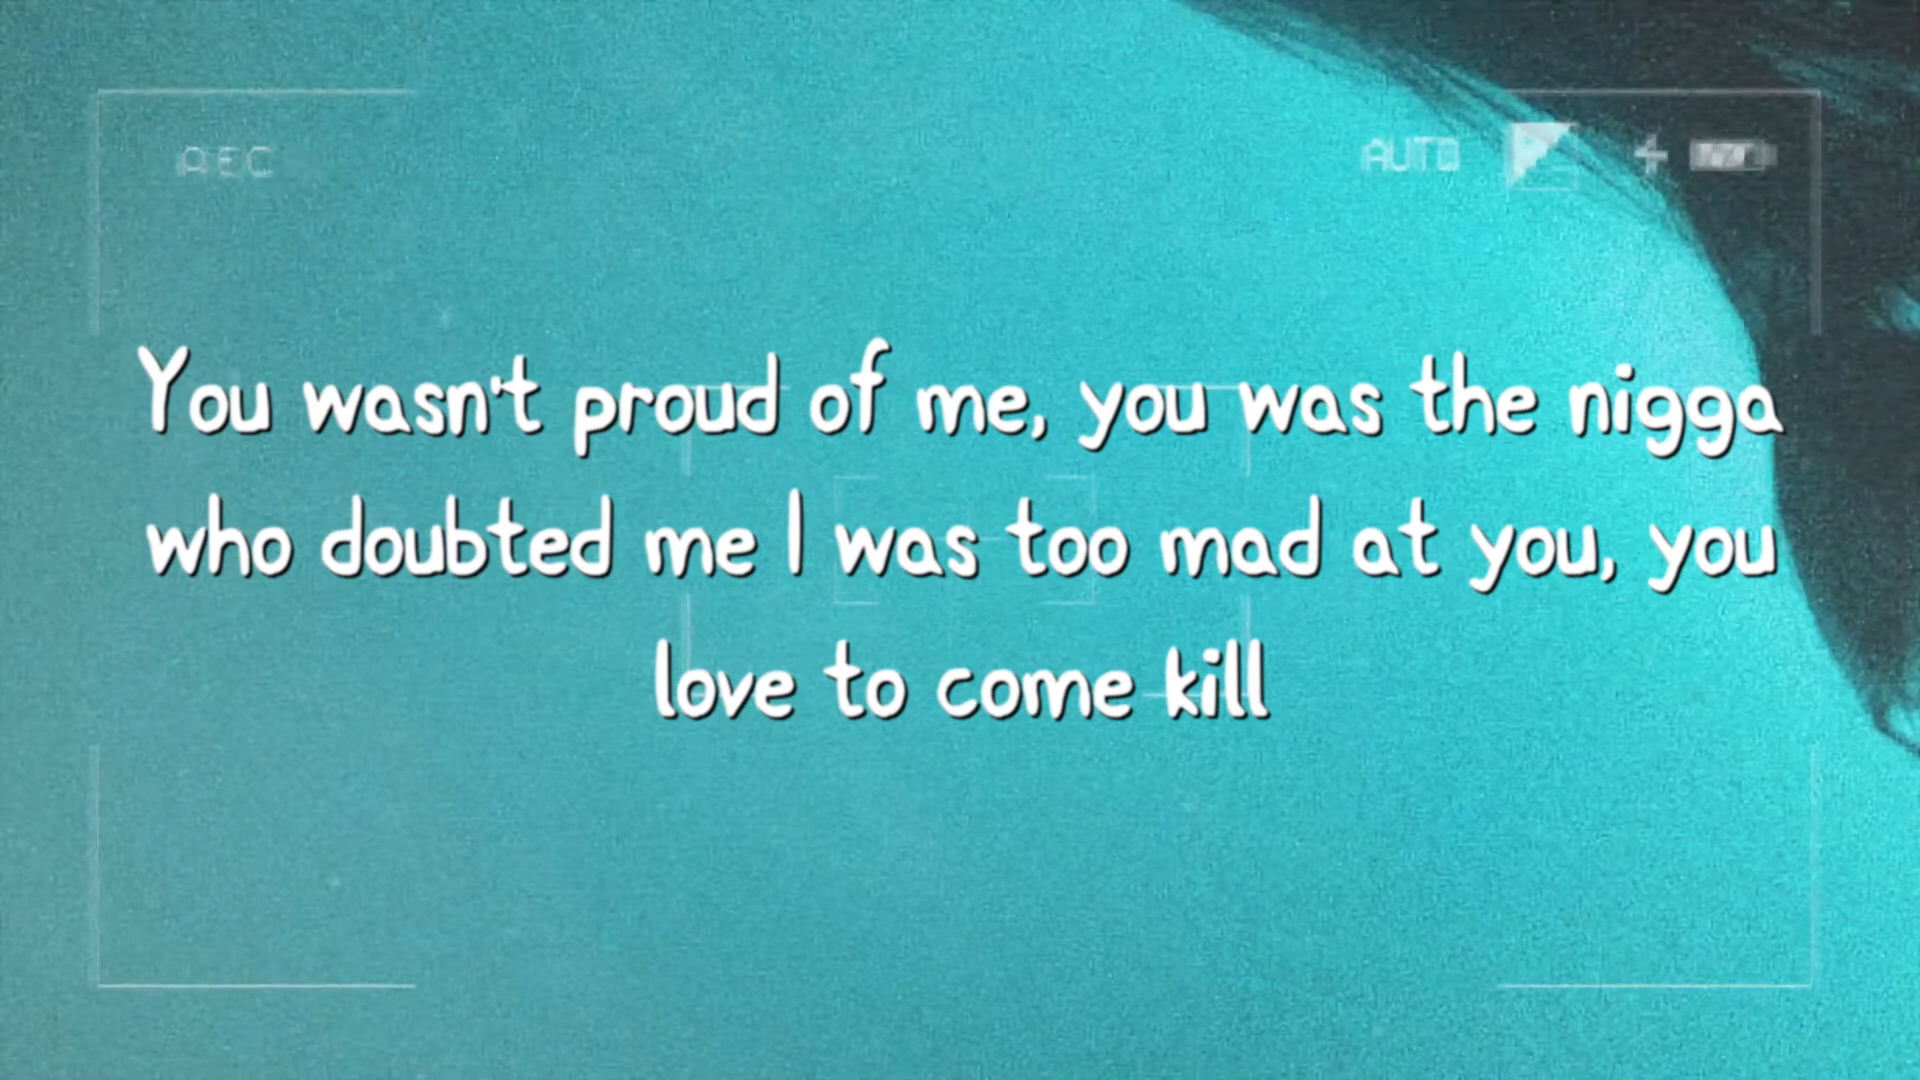 REC
AUTO
You wasn't proud of me, you was the nigga
who doubted me I was too mad at you, you
love to come kill